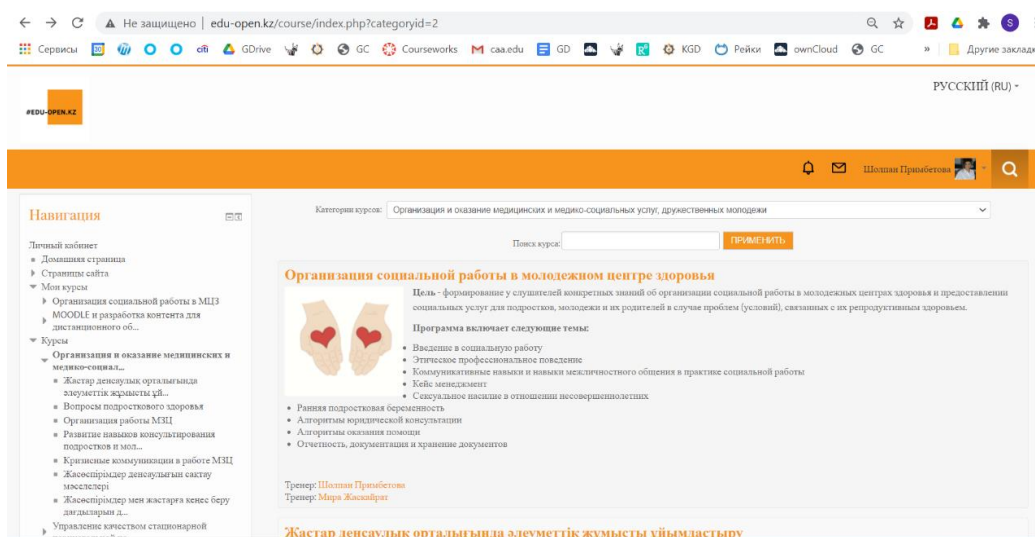 Не защищено | edu-open.kz/course/index.php?categoryid=2
Сервисы citi GDrive GC Courseworks caa.edu GD KGD Рейки ownCloud GC » Другие закладк
РУССКИЙ (RU)
#EDU-OPEN.KZ
Шолпан Примбетова
Навигация
Личный кабинет
Домашняя страница
Страницы сайта
Мои курсы
Организация социальной работы в МЦЗ
MOODLE и разработка контента для
дистанционного об...
Курсы
Организация и оказание медицинских и
медико-социал...
Жастар денсаулық орталығында
әлеуметтік жұмысты ұй...
Вопросы подросткового здоровья
Организация работы МЗЦ
Развитие навыков консультирования
подростков и мол...
Кризисные коммуникации в работе МЗЦ
Жасөспірімдер денсаулығын сақтау
мәселелері
Жасөспірімдер мен жастарға кеңес беру
дағдыларын д...
Управление качеством стационарной
Категории курсов: Организация и оказание медицинских и медико-социальных услуг, дружественных молодежи
Поиск курса: ПРИМЕНИТЬ
Организация социальной работы в молодежном центре здоровья
Цель - формирование у слушателей конкретных знаний об организации социальной работы в молодежных центрах здоровья и предоставлении
социальных услуг для подростков, молодежи и их родителей в случае проблем (условий), связанных с их репродуктивным здоровьем.
Программа включает следующие темы:
Введение в социальную работу
Этическое профессиональное поведение
Коммуникативные навыки и навыки межличностного общения в практике социальной работы
Кейс менеджмент
Сексуальное насилие в отношении несовершеннолетних
Ранняя подростковая беременность
Алгоритмы юридической консультации
Алгоритмы оказания помощи
Отчетность, документация и хранение документов
Тренер: Шолпан Примбетова
Тренер: Мира Жаскайрат
Жастар денсаулық орталығында әлеуметтік жұмысты ұйымдастыру